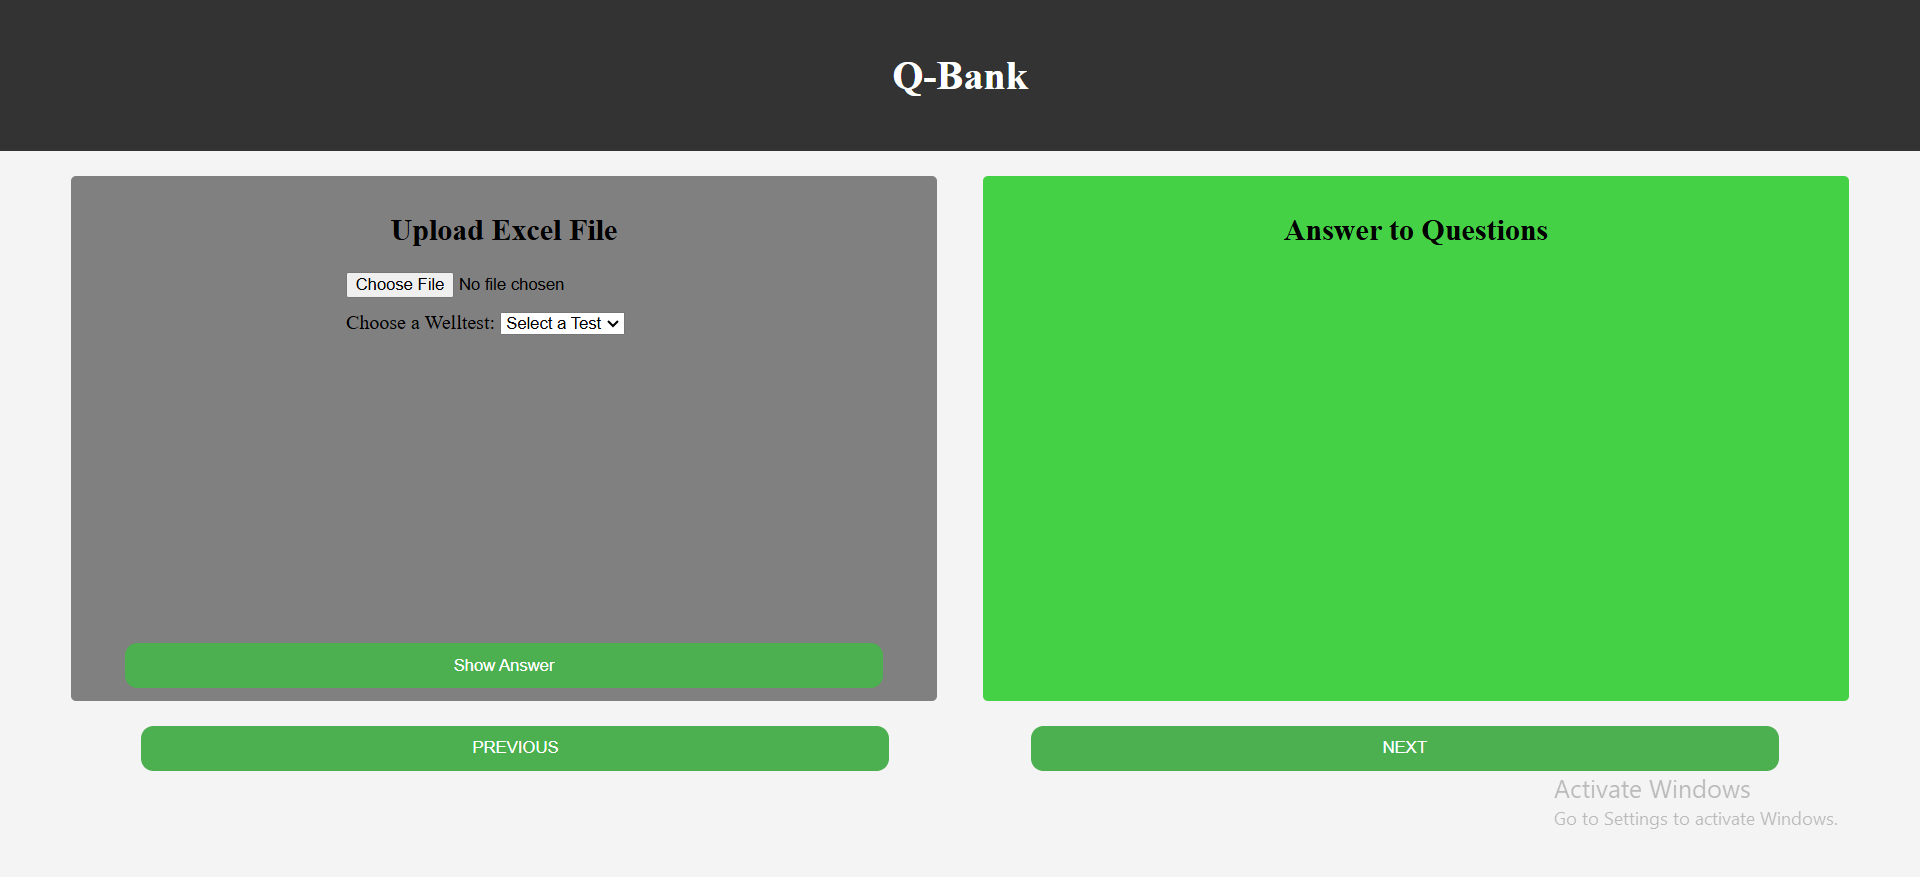 Q-Bank
Upload Excel File
Choose File No file chosen
Choose a Welltest: Select a Test
Show Answer
Answer to Questions
PREVIOUS
NEXT
Activate Windows
Go to Settings to activate Windows.